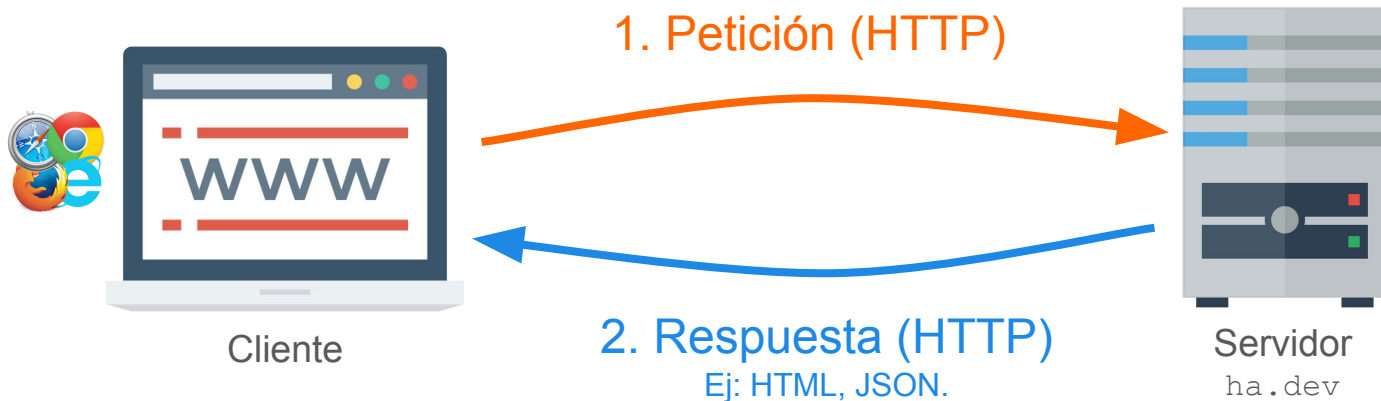 1. Petición (HTTP)
WWW
Cliente
2. Respuesta (HTTP)
Ej: HTML, JSON.
Servidor
ha.dev